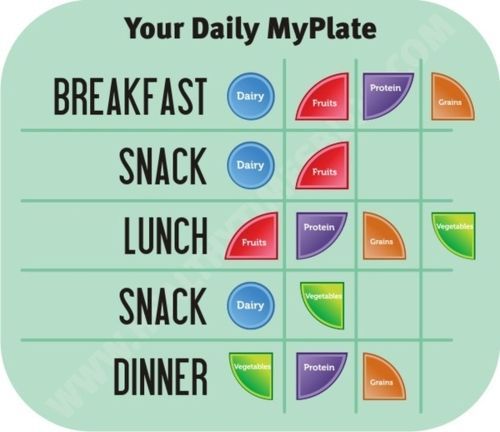 Your Daily MyPlate
BREAKFAST Dairy Fruits Protein Grains
SNACK Dairy Fruits
LUNCH Fruits Protein Grains Vegetables
SNACK Dairy Vegetables
DINNER Vegetables Protein Grains